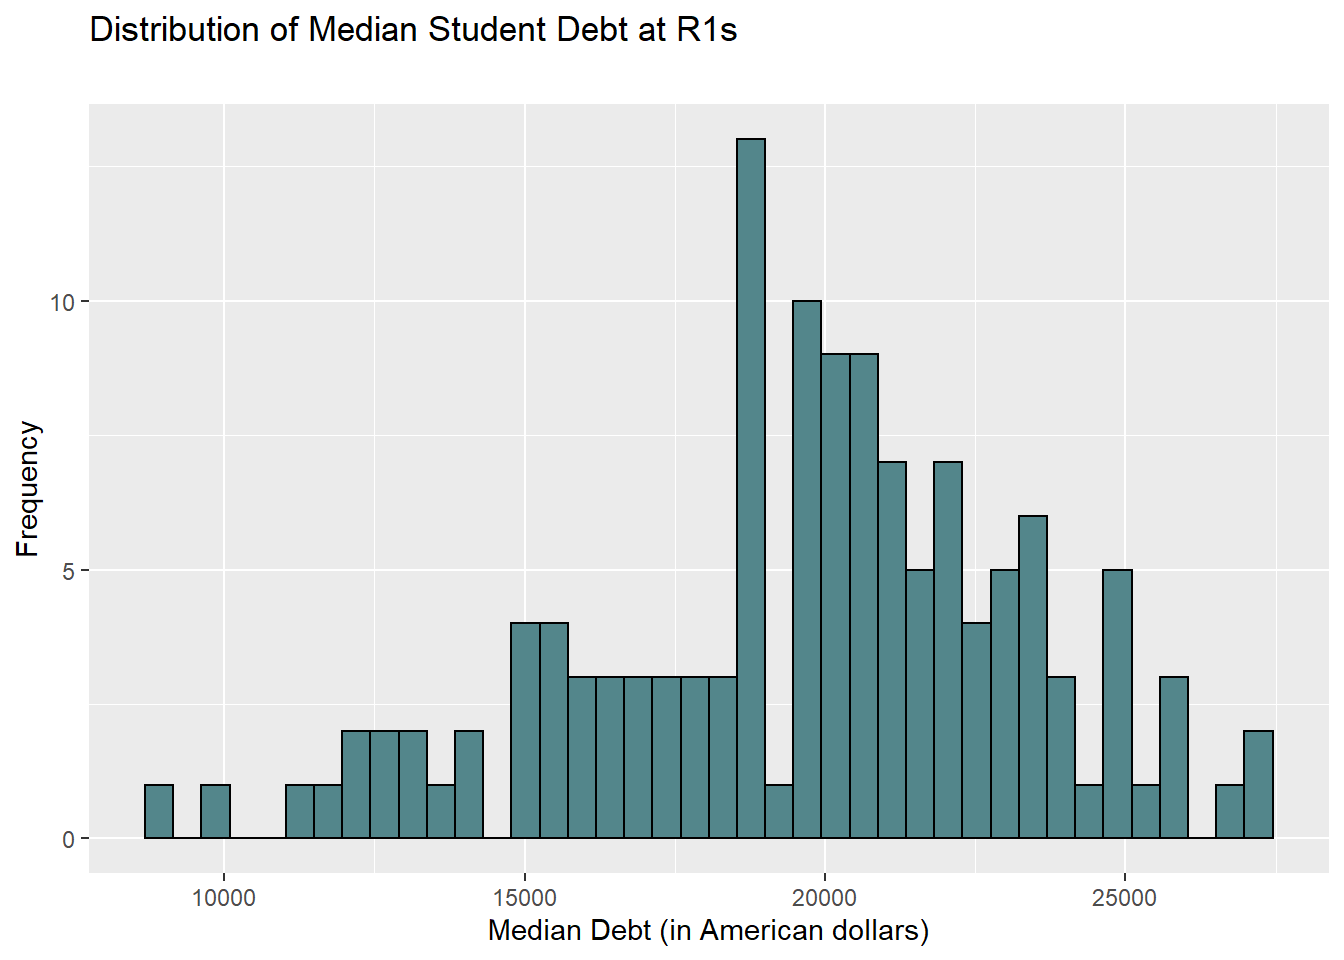 Distribution of Median Student Debt at R1s
Frequency
10
5
0
10000 15000 20000 25000
Median Debt (in American dollars)